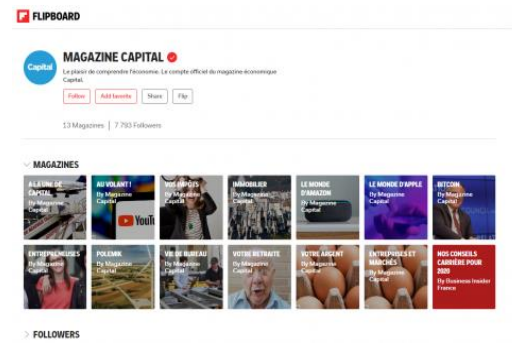 FLIPBOARD
MAGAZINE CAPITAL
Capital
Le plaisir de comprendre l'économie. Le compte officiel du magazine économique
Capital.
Follow
Add favorite
Share
Flip
13 Magazines | 7 793 Followers
MAGAZINES
A LA UNE DE
CAPITAL
By Magazine
Capital
AU VOLANT !
By Magazine
Capital
YouT
VOS IMPÔTS
By Magazine
Capital
IMMOBILIER
By Magazine
Capital
LE MONDE
D'AMAZON
By Magazine
Capital
LE MONDE D'APPLE
By Magazine
Capital
BITCOIN
By Magazine
Capital
ENTREPRENEUSES
By Magazine
Capital
POLEMIK
By Magazine
Capital
VIE DE BUREAU
By Magazine
Capital
VOTRE RETRAITE
By Magazine
Capital
VOTRE ARGENT
By Magazine
Capital
ENTREPRISES ET
MARCHÉS
By Magazine
Capital
NOS CONSEILS
CARRIÈRE POUR
2020
By Business Insider
France
FOLLOWERS